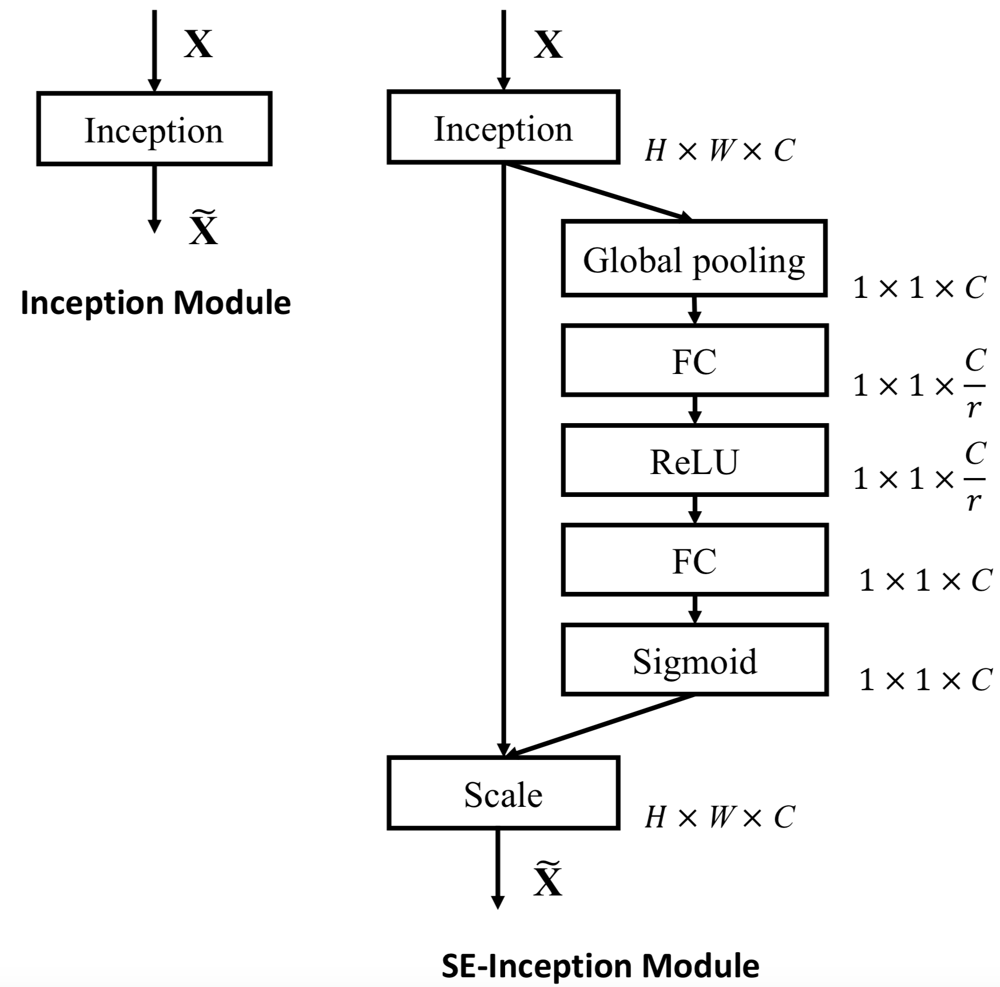 X
Inception
X̃
Inception Module
X
Inception
H × W × C
Global pooling
1 × 1 × C
FC
1 × 1 × C/r
ReLU
1 × 1 × C/r
FC
1 × 1 × C
Sigmoid
1 × 1 × C
Scale
H × W × C
X̃
SE-Inception Module